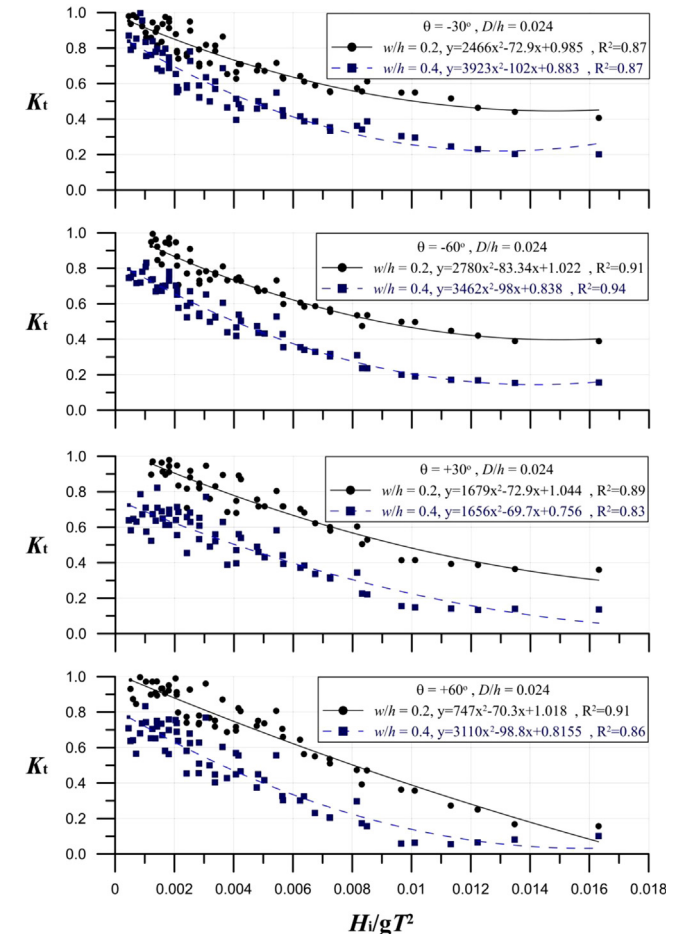 1.0
θ = -30º , D/h = 0.024
0.8
w/h = 0.2, y=2466x²-72.9x+0.985 , R²=0.87
w/h = 0.4, y=3923x²-102x+0.883 , R²=0.87
0.6
Kt
0.4
0.2
0.0
1.0
θ = -60º , D/h = 0.024
0.8
w/h = 0.2, y=2780x²-83.34x+1.022 , R²=0.91
w/h = 0.4, y=3462x²-98x+0.838 , R²=0.94
0.6
Kt
0.4
0.2
0.0
1.0
θ = +30º , D/h = 0.024
0.8
w/h = 0.2, y=1679x²-72.9x+1.044 , R²=0.89
w/h = 0.4, y=1656x²-69.7x+0.756 , R²=0.83
0.6
Kt
0.4
0.2
0.0
1.0
θ = +60º , D/h = 0.024
0.8
w/h = 0.2, y=747x²-70.3x+1.018 , R²=0.91
w/h = 0.4, y=3110x²-98.8x+0.8155 , R²=0.86
0.6
Kt
0.4
0.2
0.0
0 0.002 0.004 0.006 0.008 0.01 0.012 0.014 0.016 0.018
Hi/gT²